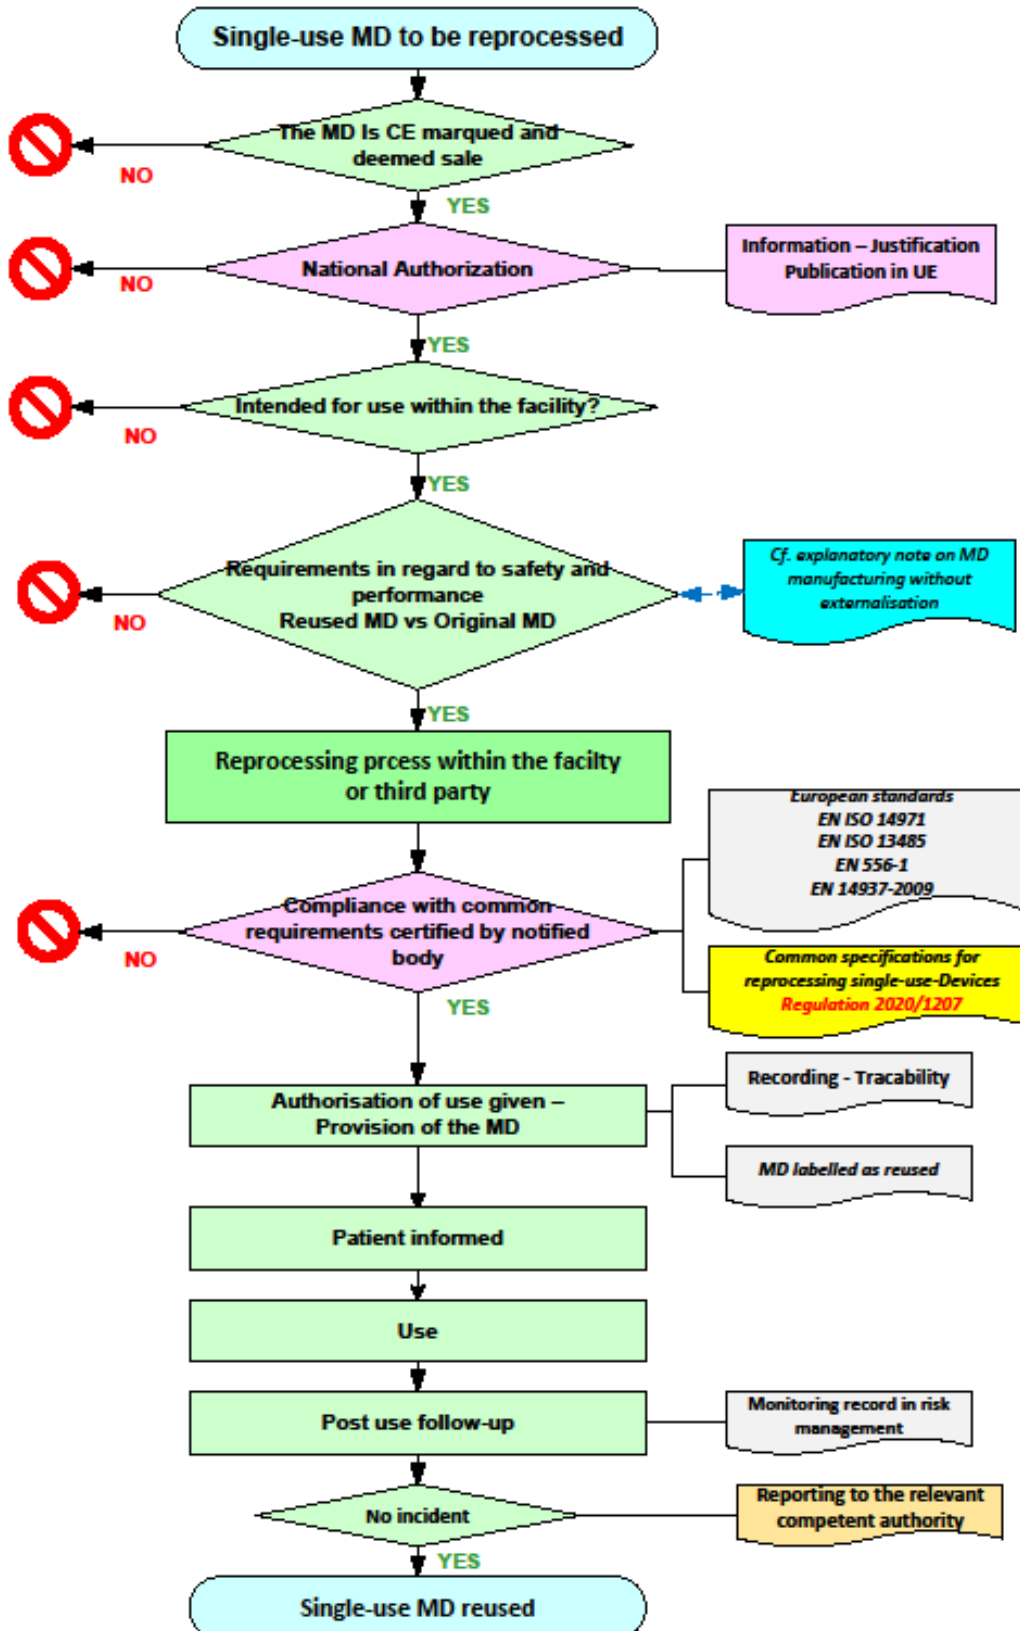 Single-use MD to be reprocessed
The MD Is CE marqued and
deemed sale
NO
YES
National Authorization
Information – Justification
Publication in UE
NO
YES
Intended for use within the facility?
NO
YES
Requirements in regard to safety and
performance
Reused MD vs Original MD
Cf. explanatory note on MD
manufacturing without
externalisation
NO
YES
Reprocessing prcess within the facilty
or third party
European standards
EN ISO 14971
EN ISO 13485
EN 556-1
EN 14937-2009
Compliance with common
requirements certified by notified
body
NO
Common specifications for
reprocessing single-use-Devices
Regulation 2020/1207
YES
Authorisation of use given –
Provision of the MD
Recording - Tracability
MD labelled as reused
Patient informed
Use
Post use follow-up
Monitoring record in risk
management
No incident
Reporting to the relevant
competent authority
YES
Single-use MD reused